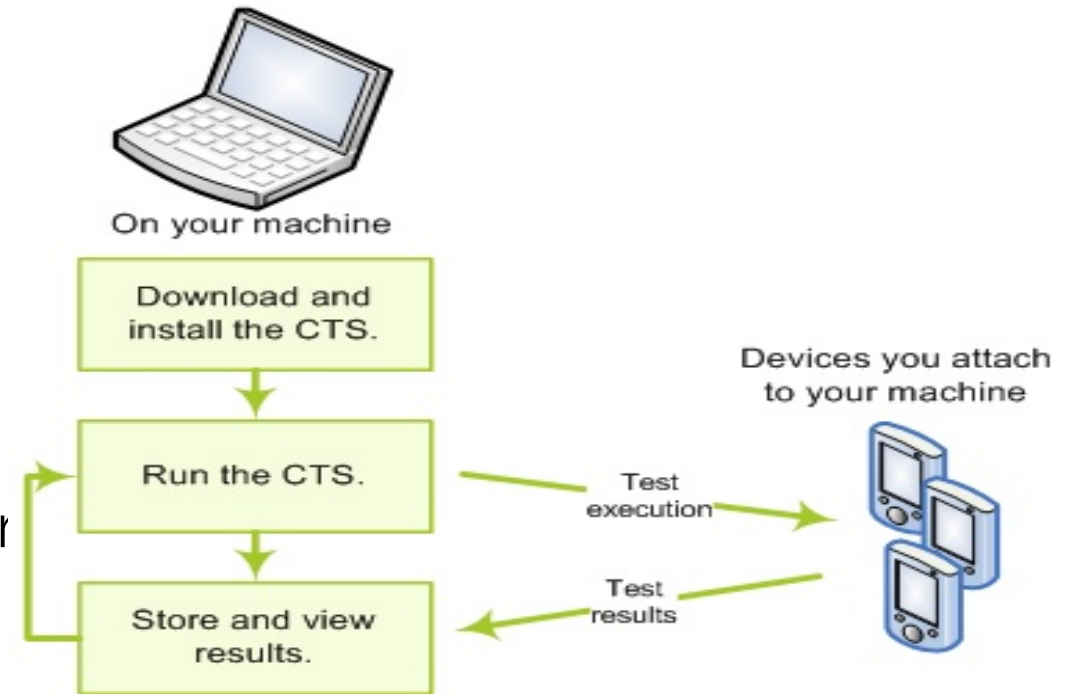 On your machine
Download and
install the CTS.
Devices you attach
to your machine
Run the CTS.
Test
execution
Test
results
Store and view
results.